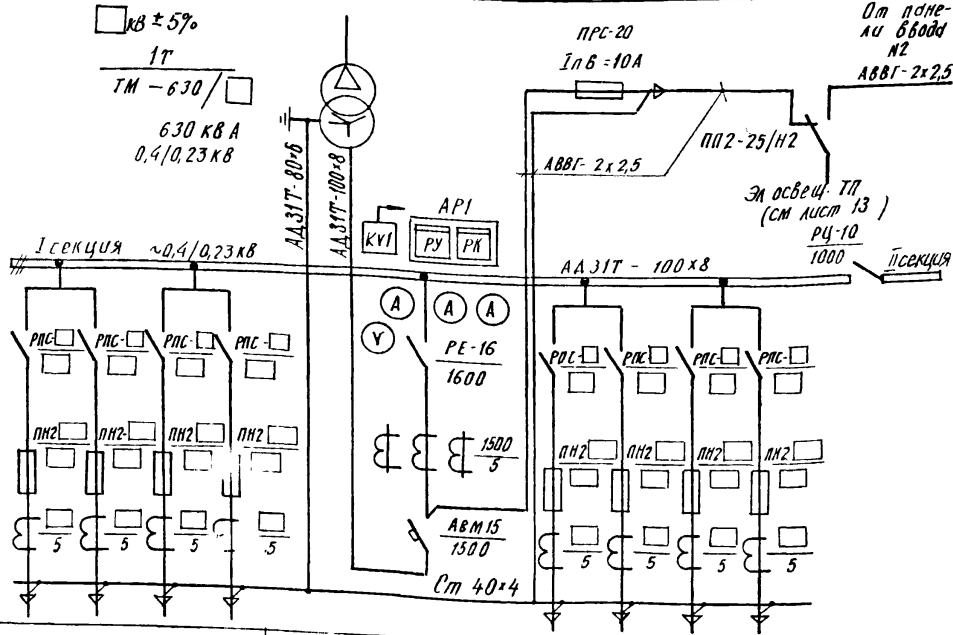 кВ ± 5%
1т
ТМ - 630 /
630 кВА
0,4/0,23 кВ
ПРС-20
Iп в = 10А
От пане-
ли ввода
№2
АВВГ-2х2,5
ПП2-25/Н2
АВВГ-2х2,5
Эл освещ. ТП
(см лист 13)
РЦ-10
1000
АД31Т-80х6
АД31Т-100х8
АР1
KV1
РУ
РК
I секция
~0,4/0,23 кВ
АД31Т - 100х8
II секция
А
А
А
V
РЕ-16
1600
РПС-
РПС-
РПС-
РПС-
РПС-
РПС-
РПС-
РПС-
ПН2
ПН2-
ПН2
ПН2
ПН2
ПН2
ПН2
ПН2
1500
5
5
5
5
5
5
5
5
5
АВМ15
1500
Ст 40х4